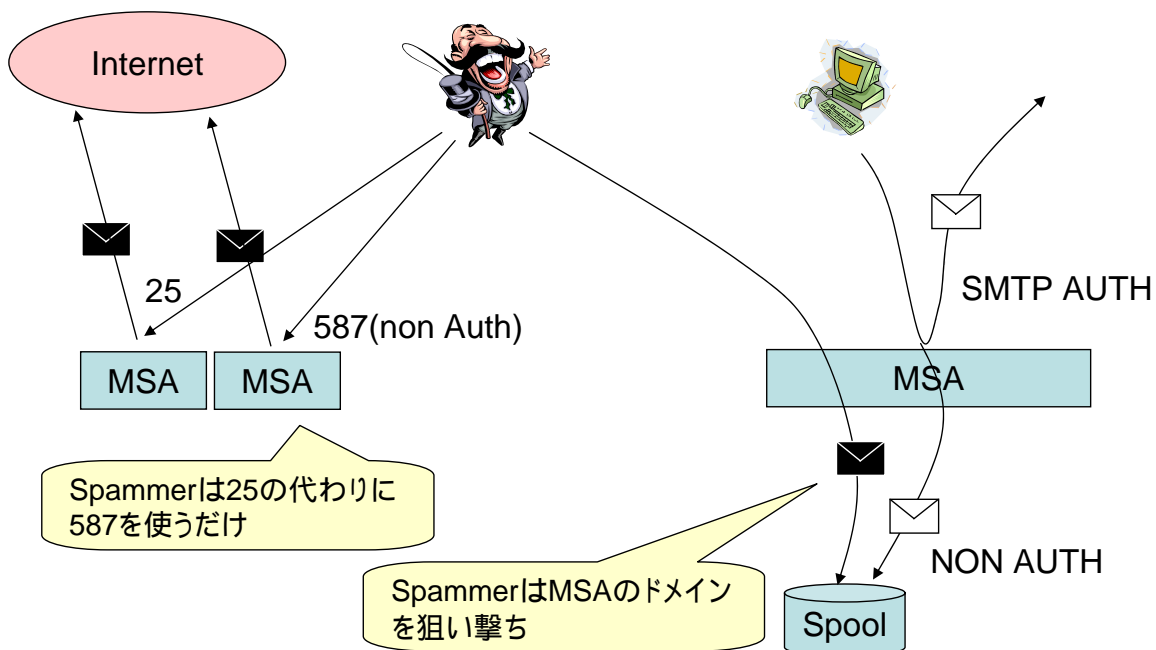 Internet
25
587(non Auth)
SMTP AUTH
MSA
MSA
MSA
Spammerは25の代わりに
587を使うだけ
NON AUTH
SpammerはMSAのドメイン
を狙い撃ち
Spool